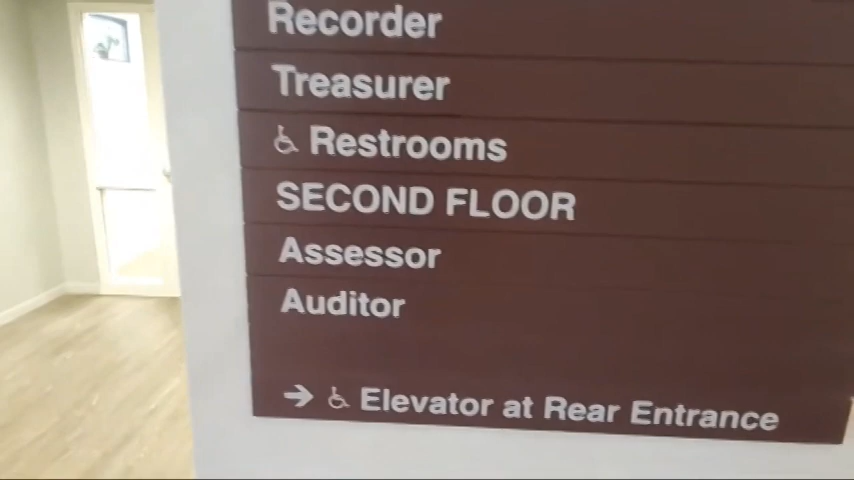 Recorder
Treasurer
Restrooms
SECOND FLOOR
Assessor
Auditor
→ Elevator at Rear Entrance